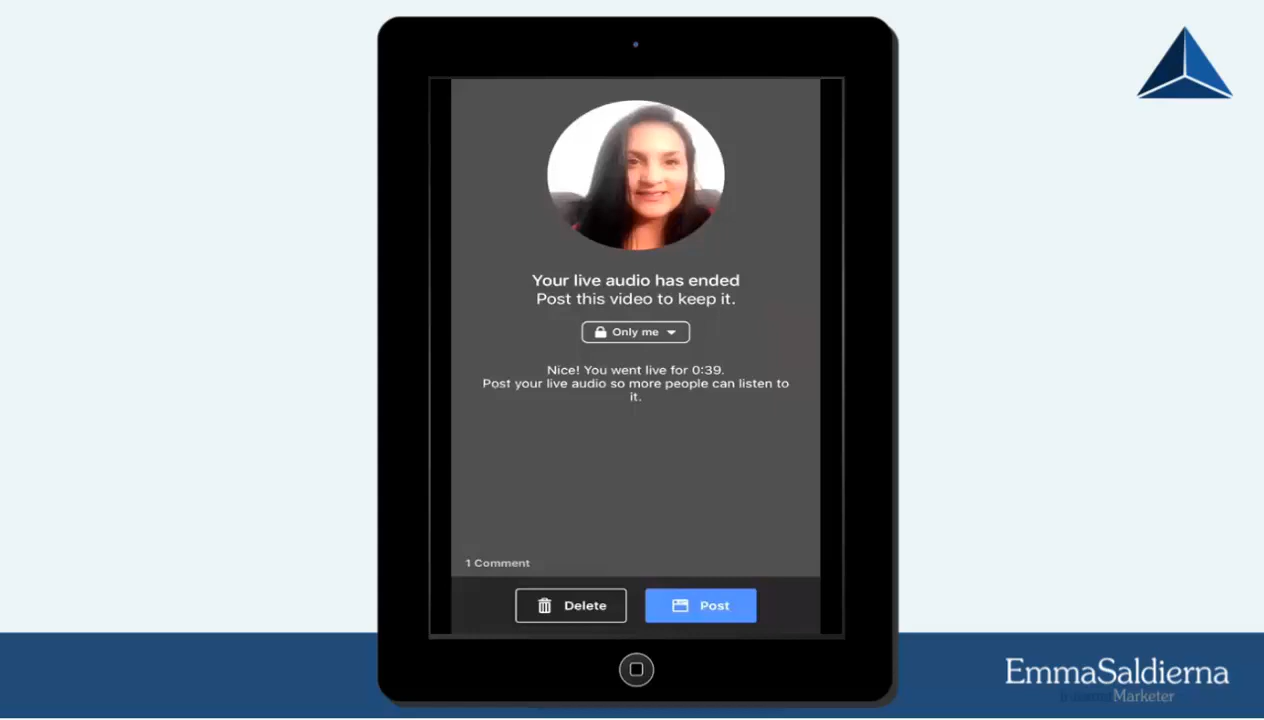 Your live audio has ended
Post this video to keep it.
Only me
Nice! You went live for 0:39.
Post your live audio so more people can listen to
it.
1 Comment
Delete
Post
EmmaSaldierna
Marketer